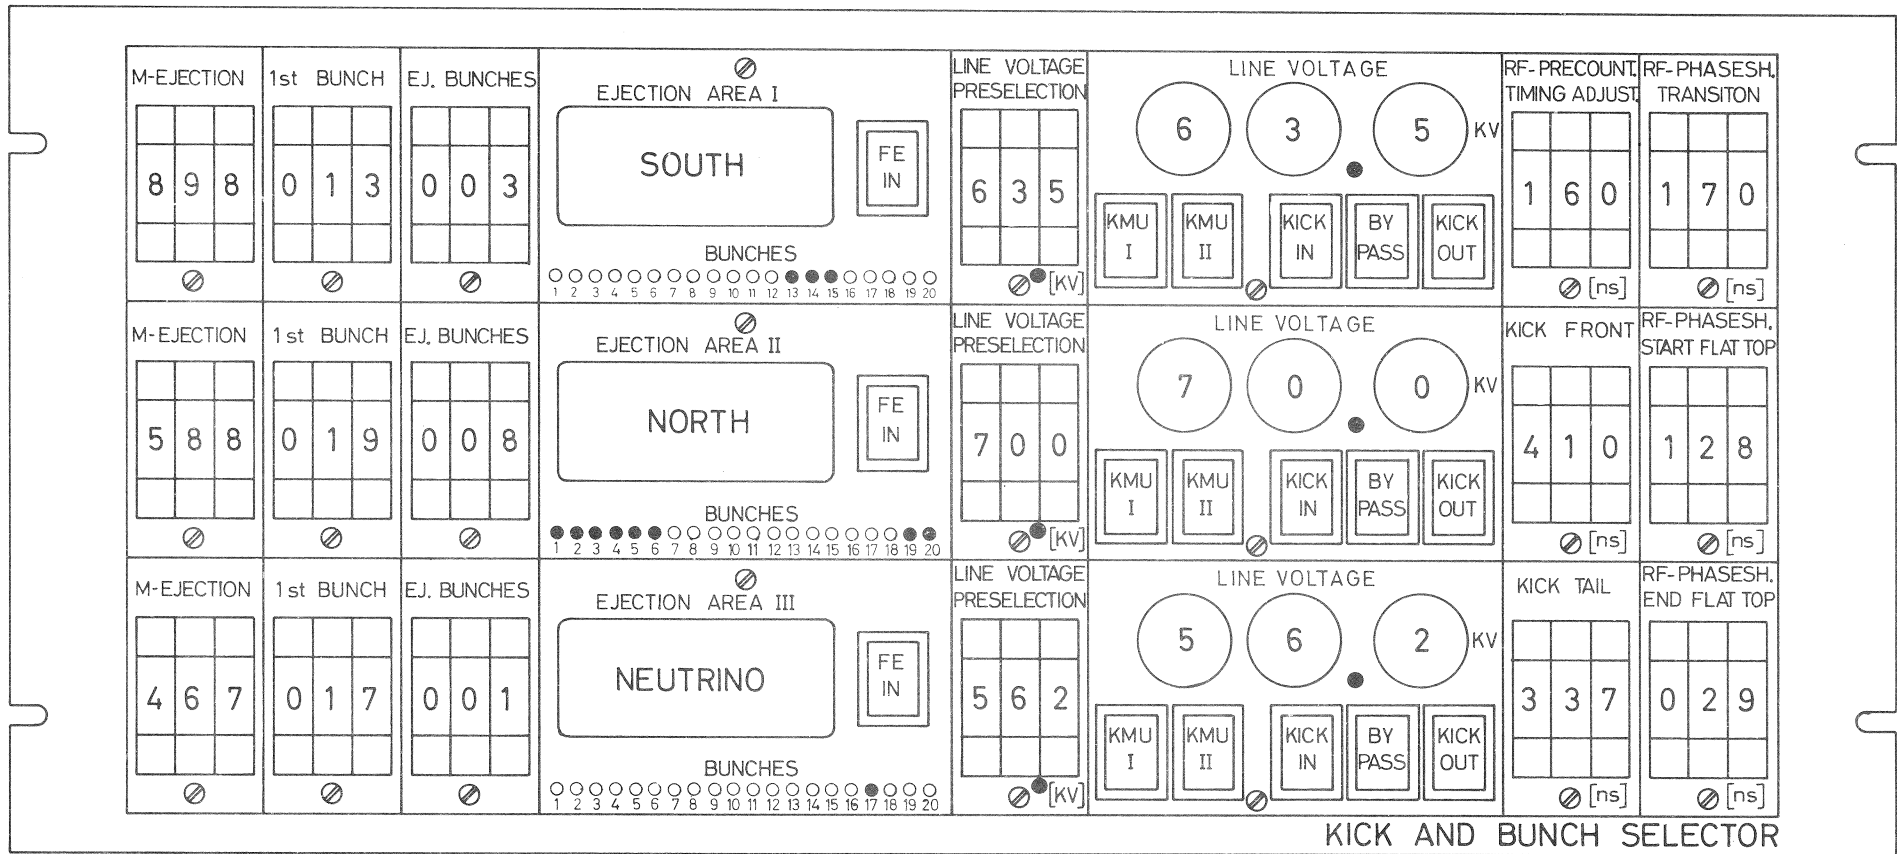 M-EJECTION
8 9 8
1st BUNCH
0 1 3
EJ. BUNCHES
0 0 3
EJECTION AREA I
SOUTH
FE
IN
BUNCHES
1 2 3 4 5 6 7 8 9 10 11 12 13 14 15 16 17 18 19 20
LINE VOLTAGE
PRESELECTION
6 3 5
[KV]
LINE VOLTAGE
6 3 5 KV
KMU
I
KMU
II
KICK
IN
BY
PASS
KICK
OUT
RF-PRECOUNT.
TIMING ADJUST.
1 6 0
[ns]
RF-PHASESH.
TRANSITON
1 7 0
[ns]
M-EJECTION
5 8 8
1st BUNCH
0 1 9
EJ. BUNCHES
0 0 8
EJECTION AREA II
NORTH
FE
IN
BUNCHES
1 2 3 4 5 6 7 8 9 10 11 12 13 14 15 16 17 18 19 20
LINE VOLTAGE
PRESELECTION
7 0 0
[KV]
LINE VOLTAGE
7 0 0 KV
KMU
I
KMU
II
KICK
IN
BY
PASS
KICK
OUT
KICK FRONT
4 1 0
[ns]
RF-PHASESH.
START FLAT TOP
1 2 8
[ns]
M-EJECTION
4 6 7
1st BUNCH
0 1 7
EJ. BUNCHES
0 0 1
EJECTION AREA III
NEUTRINO
FE
IN
BUNCHES
1 2 3 4 5 6 7 8 9 10 11 12 13 14 15 16 17 18 19 20
LINE VOLTAGE
PRESELECTION
5 6 2
[KV]
LINE VOLTAGE
5 6 2 KV
KMU
I
KMU
II
KICK
IN
BY
PASS
KICK
OUT
KICK TAIL
3 3 7
[ns]
RF-PHASESH.
END FLAT TOP
0 2 9
[ns]
KICK AND BUNCH SELECTOR